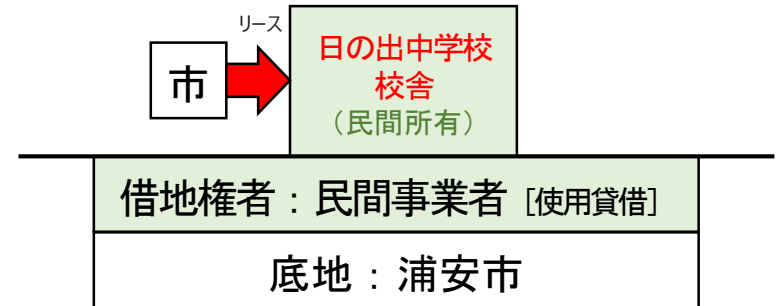 リース
市
日の出中学校
校舎
（民間所有）
借地権者：民間事業者［使用貸借］
底地：浦安市